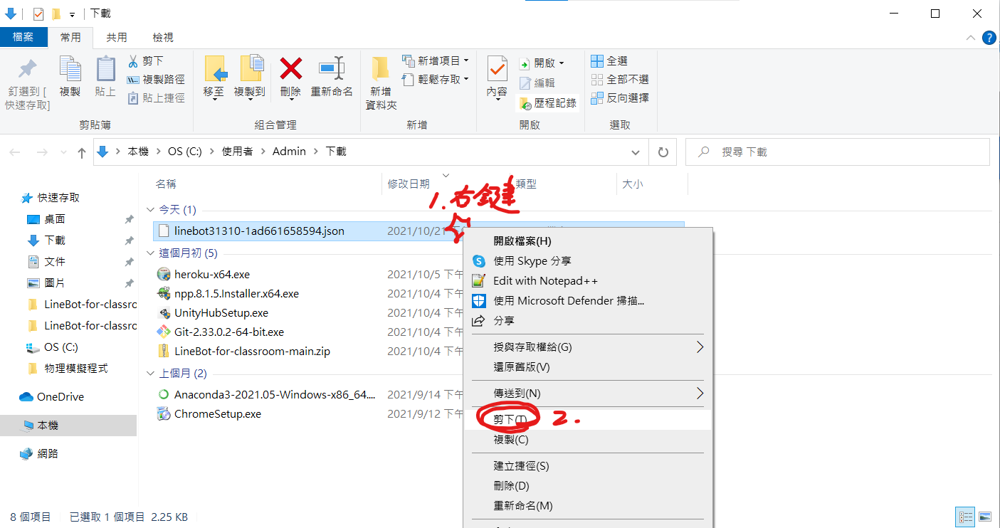 下載
檔案 常用 共用 檢視
釘選到 [
快速存取]
複製
貼上
剪下
複製路徑
貼上捷徑
剪貼簿
移至
複製到
刪除
重新命名
組合管理
新增
資料夾
新增項目
輕鬆存取
新增
內容
開啟
編輯
歷程記錄
開啟
全選
全部不選
反向選擇
選取
本機 > OS (C:) > 使用者 > Admin > 下載
搜尋 下載
快速存取
桌面
下載
文件
圖片
LineBot-for-classro
LineBot-for-classro
OS (C:)
物理模擬程式
OneDrive
本機
網路
名稱 修改日期 類型 大小
1.右鍵
今天 (1)
linebot31310-1ad661658594.json 2021/10/21
這個月初 (5)
heroku-x64.exe 2021/10/5 下午
npp.8.1.5.Installer.x64.exe 2021/10/4 下午
UnityHubSetup.exe 2021/10/4 下午
Git-2.33.0.2-64-bit.exe 2021/10/4 下午
LineBot-for-classroom-main.zip 2021/10/4 下午
上個月 (2)
Anaconda3-2021.05-Windows-x86_64.... 2021/9/14 下午
ChromeSetup.exe 2021/9/12 下午
開啟檔案(H)
使用 Skype 分享
Edit with Notepad++
使用 Microsoft Defender 掃描...
分享
授與存取權給(G)
還原舊版(V)
傳送到(N)
剪下(T) 2.
複製(C)
建立捷徑(S)
刪除(D)
重新命名(M)
8 個項目 已選取 1 個項目 2.25 KB